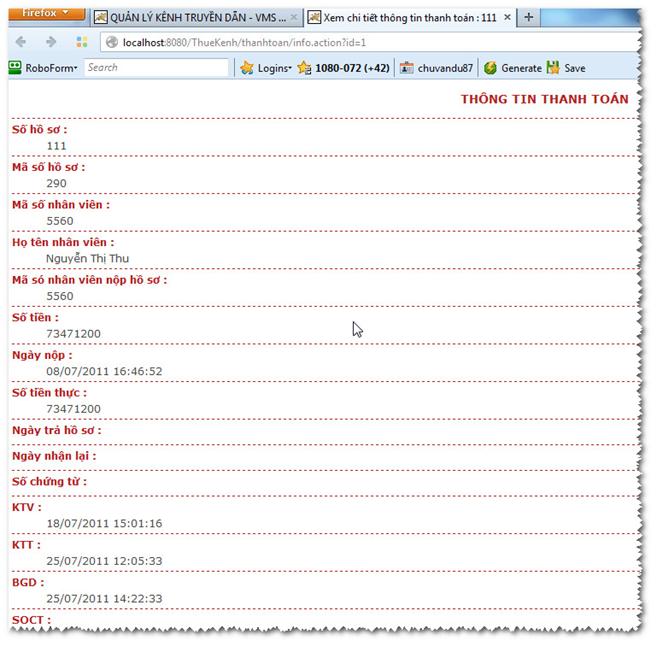 Firefox
QUẢN LÝ KÊNH TRUYỀN DẪN - VMS ...
Xem chi tiết thông tin thanh toán : 111
localhost:8080/ThueKenh/thanhtoan/info.action?id=1
RoboForm
Search
Logins
1080-072 (+42)
chuvandu87
Generate
Save
THÔNG TIN THANH TOÁN
Số hồ sơ :
111
Mã số hồ sơ :
290
Mã số nhân viên :
5560
Họ tên nhân viên :
Nguyễn Thị Thu
Mã só nhân viên nộp hồ sơ :
5560
Số tiền :
73471200
Ngày nộp :
08/07/2011 16:46:52
Số tiền thực :
73471200
Ngày trả hồ sơ :
Ngày nhận lại :
Số chứng từ :
KTV :
18/07/2011 15:01:16
KTT :
25/07/2011 12:05:33
BGD :
25/07/2011 14:22:33
SOCT :